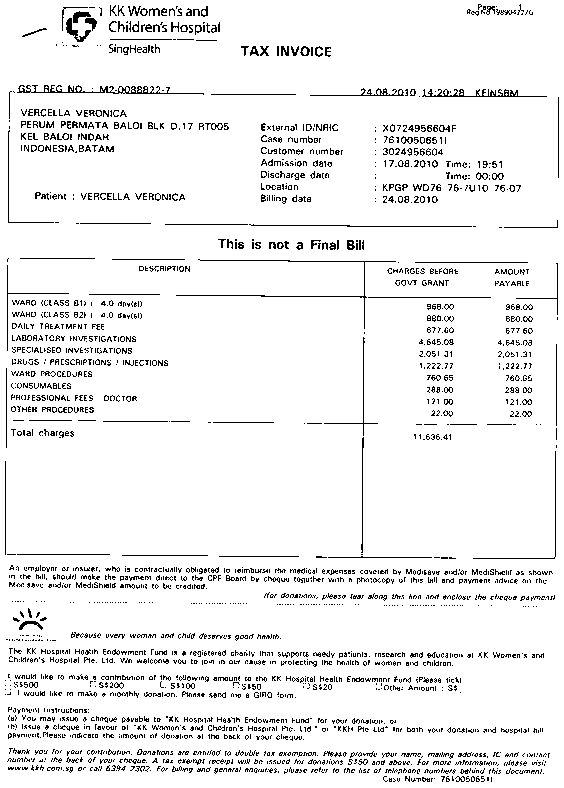 KK Women's and
Children's Hospital
SingHealth
Page: 1
TAX INVOICE
GST REG NO. : M2-0088822-7
24.08.2010 14:20:28 KFINSBM
VERCELLA VERONICA
PERUM PERMATA BALOI BLK D.17 RT005
KEL BALOI INDAH
INDONESIA,BATAM
Patient : VERCELLA VERONICA
External ID/NRIC : X0724956604F
Case number : 7610050651I
Customer number : 3024956604
Admission date : 17.08.2010 Time: 19:51
Discharge date : Time: 00:00
Location : KPGP WD76 76-7U10 76-07
Billing date : 24.08.2010
This is not a Final Bill
DESCRIPTION CHARGES BEFORE GOVT GRANT AMOUNT PAYABLE
WARD (CLASS B1) : 4.0 day(s) 968.00 968.00
WARD (CLASS B2) : 4.0 day(s) 880.00 880.00
DAILY TREATMENT FEE 677.60 677.60
LABORATORY INVESTIGATIONS 4,645.08 4,645.08
SPECIALISED INVESTIGATIONS 2,051.31 2,051.31
DRUGS / PRESCRIPTIONS / INJECTIONS 1,222.77 1,222.77
WARD PROCEDURES 760.65 760.65
CONSUMABLES 288.00 288.00
PROFESSIONAL FEES DOCTOR 121.00 121.00
OTHER PROCEDURES 22.00 22.00
Total charges 11,636.41
An employer or insurer, who is contractually obligated to reimburse the medical expenses covered by Medisave and/or MediShield as shown
in the bill, should make the payment direct to the CPF Board by cheque together with a photocopy of this bill and payment advice on the
Medisave and/or MediShield amount to be credited.
(for donations, please tear along this line and enclose the cheque payment)
Because every woman and child deserves good health.
The KK Hospital Health Endowment Fund is a registered charity that supports needy patients, research and education at KK Women's and
Children's Hospital Pte. Ltd. We welcome you to join in our cause in protecting the health of women and children.
I would like to make a contribution of the following amount to the KK Hospital Health Endowment Fund (Please tick)
S$500 S$200 S$100 S$50 S$20 Other Amount : S$
I would like to make a monthly donation. Please send me a GIRO form.
Payment Instructions:
(a) You may issue a cheque payable to "KK Hospital Health Endowment Fund" for your donation, or
(b) Issue a cheque in favour of "KK Women's and Children's Hospital Pte. Ltd." or "KKH Pte Ltd" for both your donation and hospital bill
payment.Please indicate the amount of donation at the back of your cheque.
Thank you for your contribution. Donations are entitled to double tax exemption. Please provide your name, mailing address, IC and contact
number at the back of your cheque. A tax exempt receipt will be issued for donations S$50 and above. For more information, please visit
www.kkh.com.sg or call 6394 2302. For billing and general enquiries, please refer to the list of telephone numbers behind this document.
Case Number: 7610050651I